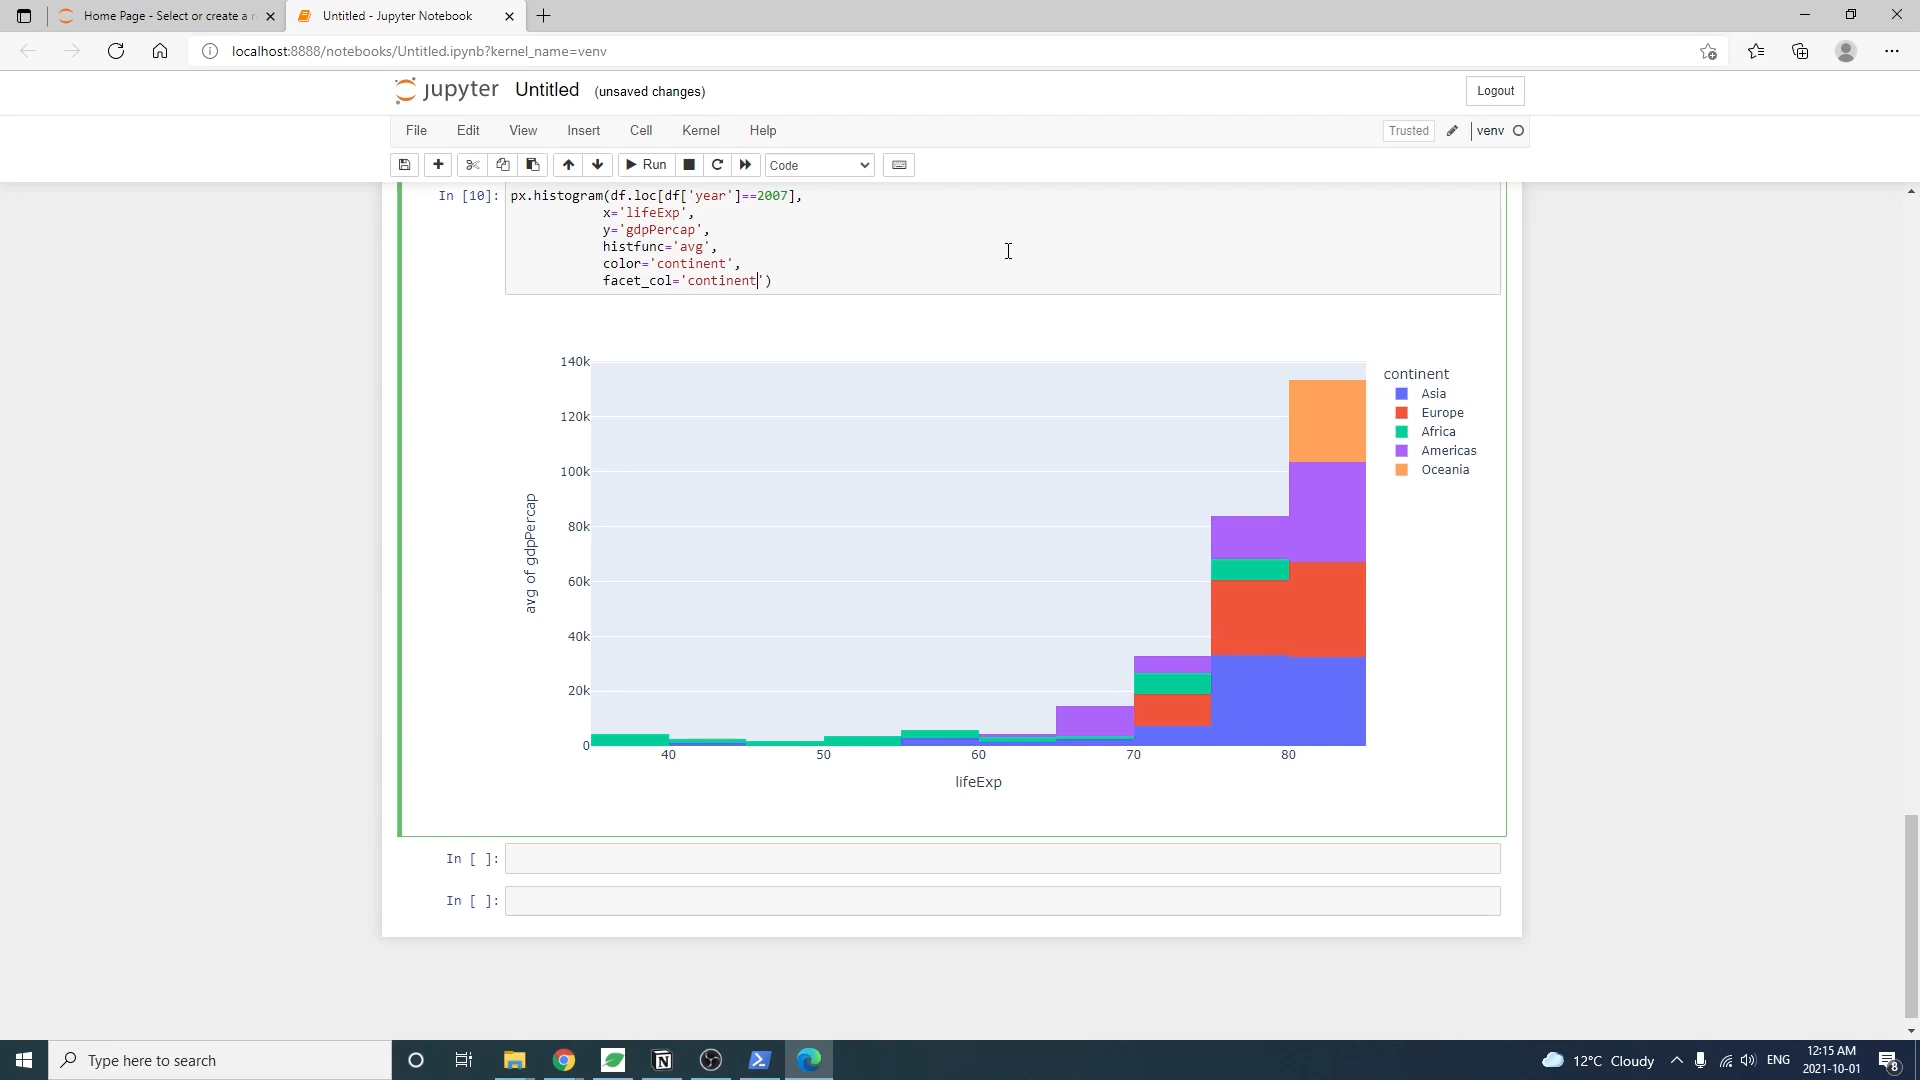 Home Page - Select or create a n
Untitled - Jupyter Notebook
localhost:8888/notebooks/Untitled.ipynb?kernel_name=venv
jupyter Untitled (unsaved changes)
Logout
File Edit View Insert Cell Kernel Help
Trusted
venv
Run
Code
In [10]: px.histogram(df.loc[df['year']==2007],
x='lifeExp',
y='gdpPercap',
histfunc='avg',
color='continent',
facet_col='continent')
140k
120k
100k
80k
60k
40k
20k
0
avg of gdpPercap
40 50 60 70 80
lifeExp
continent
Asia
Europe
Africa
Americas
Oceania
In [ ]:
In [ ]:
Type here to search
12°C Cloudy
ENG
12:15 AM
2021-10-01
8